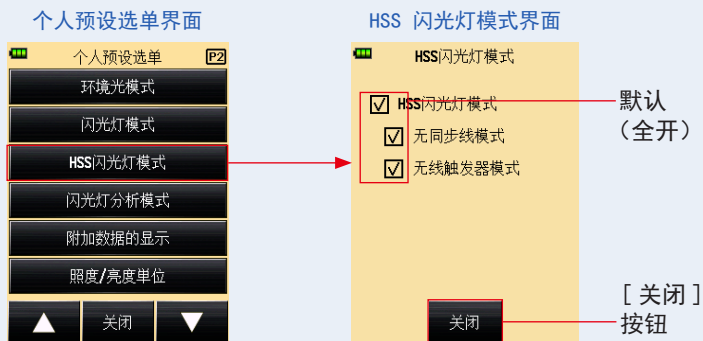 个人预设选单界面
个人预设选单 P2
环境光模式
闪光灯模式
HSS闪光灯模式
闪光灯分析模式
附加数据的显示
照度/亮度单位
关闭
HSS 闪光灯模式界面
HSS闪光灯模式
HSS闪光灯模式
无同步线模式
无线触发器模式
关闭
默认
（全开）
[ 关闭 ]
按钮